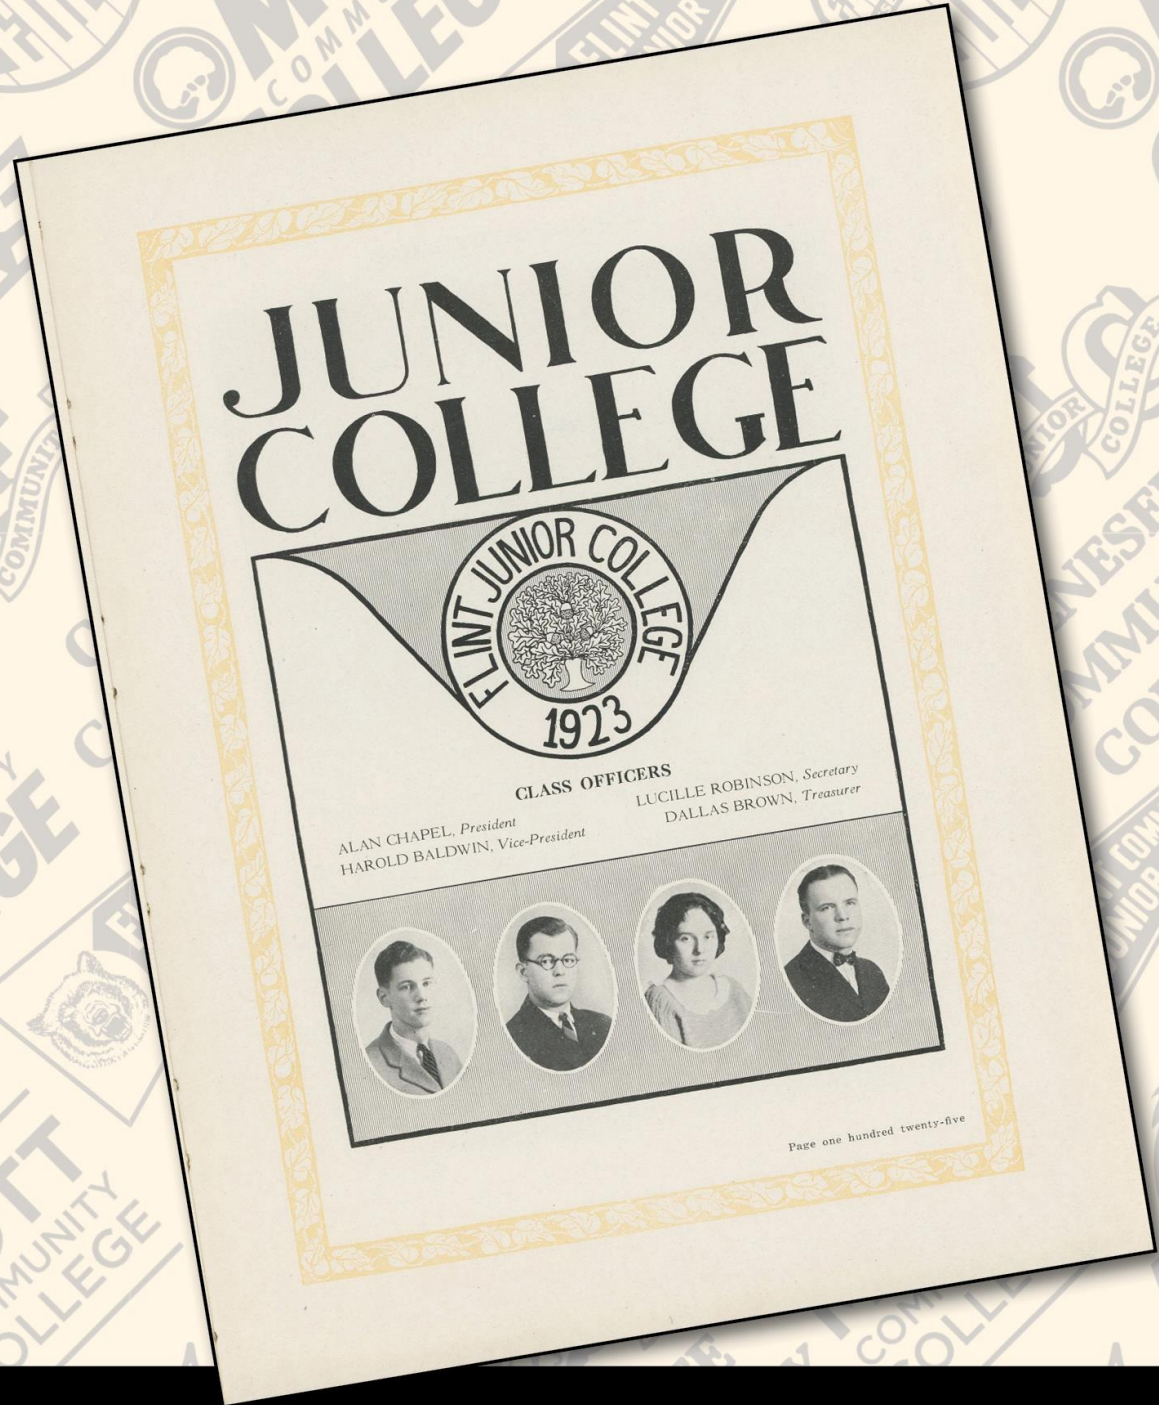 JUNIOR
COLLEGE
FLINT JUNIOR COLLEGE
1923
CLASS OFFICERS
ALAN CHAPEL, President
HAROLD BALDWIN, Vice-President
LUCILLE ROBINSON, Secretary
DALLAS BROWN, Treasurer
Page one hundred twenty-five